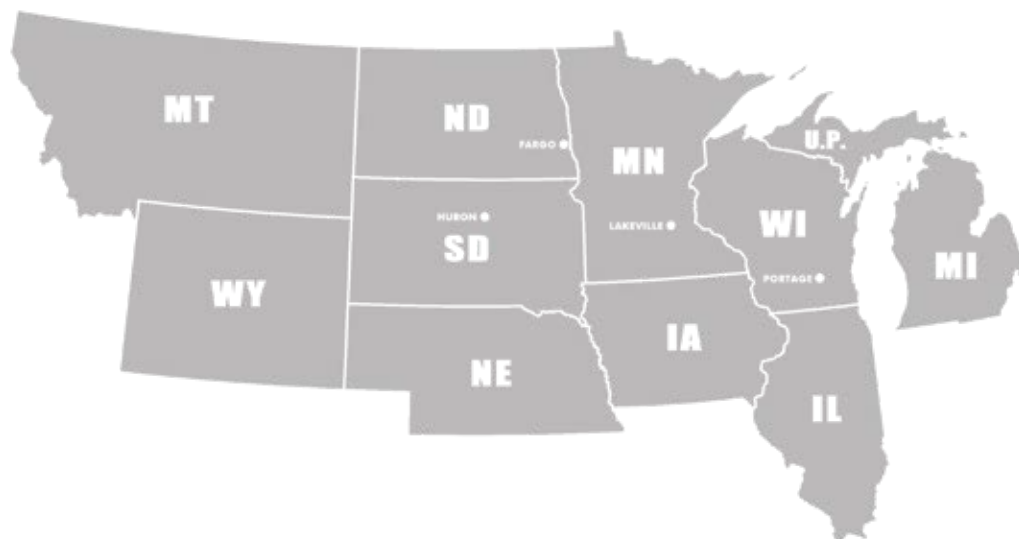 MT
ND
FARGO
MN
U.P.
HURON
SD
LAKEVILLE
WI
MI
WY
PORTAGE
IA
NE
IL